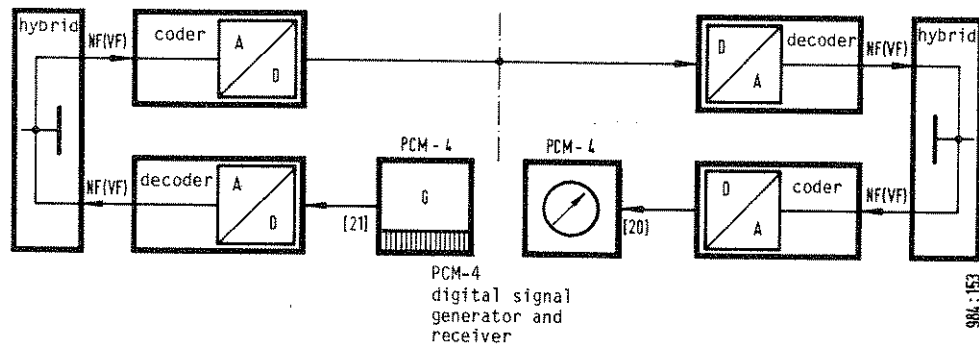 hybrid
NF(VF)
coder
A
D
D
A
decoder
NF(VF)
hybrid
NF(VF)
decoder
A
D
[21]
PCM-4
G
PCM-4
[20]
D
A
coder
NF(VF)
PCM-4
digital signal
generator and
receiver
984:153